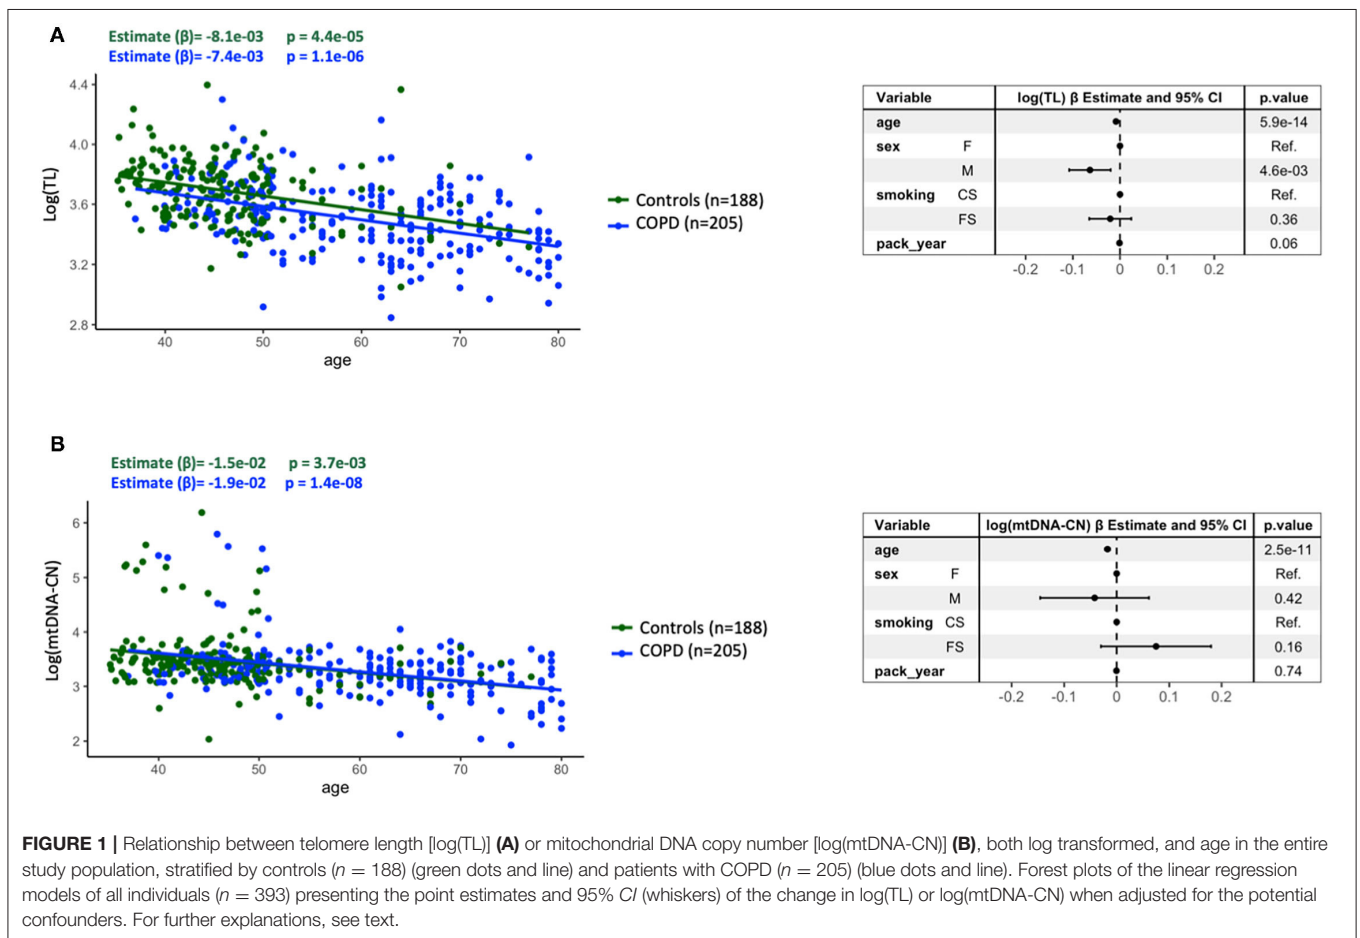 A
Estimate (β)= -8.1e-03 p = 4.4e-05
Estimate (β)= -7.4e-03 p = 1.1e-06
Log(TL)
4.4
4.0
3.6
3.2
2.8
40 50 60 70 80
age
Controls (n=188)
COPD (n=205)
Variable log(TL) β Estimate and 95% CI p.value
age 5.9e-14
sex F Ref.
M 4.6e-03
smoking CS Ref.
FS 0.36
pack_year 0.06
-0.2 -0.1 0 0.1 0.2
B
Estimate (β)= -1.5e-02 p = 3.7e-03
Estimate (β)= -1.9e-02 p = 1.4e-08
Log(mtDNA-CN)
6
5
4
3
2
40 50 60 70 80
age
Controls (n=188)
COPD (n=205)
Variable log(mtDNA-CN) β Estimate and 95% CI p.value
age 2.5e-11
sex F Ref.
M 0.42
smoking CS Ref.
FS 0.16
pack_year 0.74
-0.2 -0.1 0 0.1 0.2
FIGURE 1 | Relationship between telomere length [log(TL)] (A) or mitochondrial DNA copy number [log(mtDNA-CN)] (B), both log transformed, and age in the entire
study population, stratified by controls (n = 188) (green dots and line) and patients with COPD (n = 205) (blue dots and line). Forest plots of the linear regression
models of all individuals (n = 393) presenting the point estimates and 95% CI (whiskers) of the change in log(TL) or log(mtDNA-CN) when adjusted for the potential
confounders. For further explanations, see text.